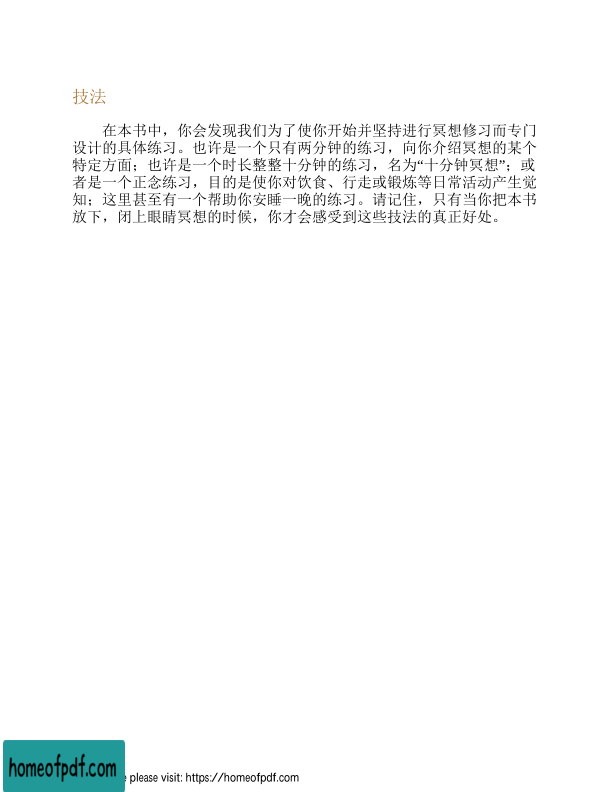 技法
在本书中，你会发现我们为了使你开始并坚持进行冥想修习而专门
设计的具体练习。也许是一个只有两分钟的练习，向你介绍冥想的某个
特定方面；也许是一个时长整整十分钟的练习，名为“十分钟冥想”；或
者是一个正念练习，目的是使你对饮食、行走或锻炼等日常活动产生觉
知；这里甚至有一个帮助你安睡一晚的练习。请记住，只有当你把本书
放下，闭上眼睛冥想的时候，你才会感受到这些技法的真正好处。
homeofpdf.com
please visit: https://homeofpdf.com